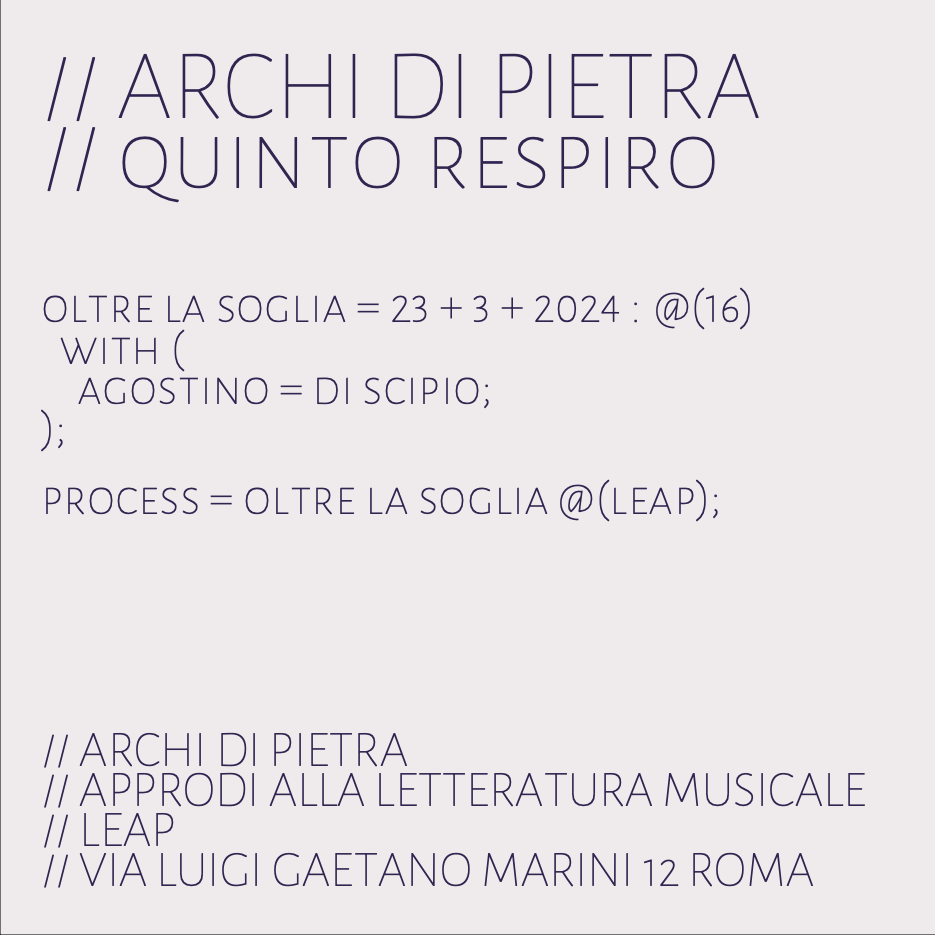 // ARCHI DI PIETRA
// QUINTO RESPIRO
OLTRE LA SOGLIA = 23 + 3 + 2024 : @(16)
WITH (
AGOSTINO = DI SCIPIO;
);
PROCESS = OLTRE LA SOGLIA @(LEAP);
// ARCHI DI PIETRA
// APPRODI ALLA LETTERATURA MUSICALE
// LEAP
// VIA LUIGI GAETANO MARINI 12 ROMA